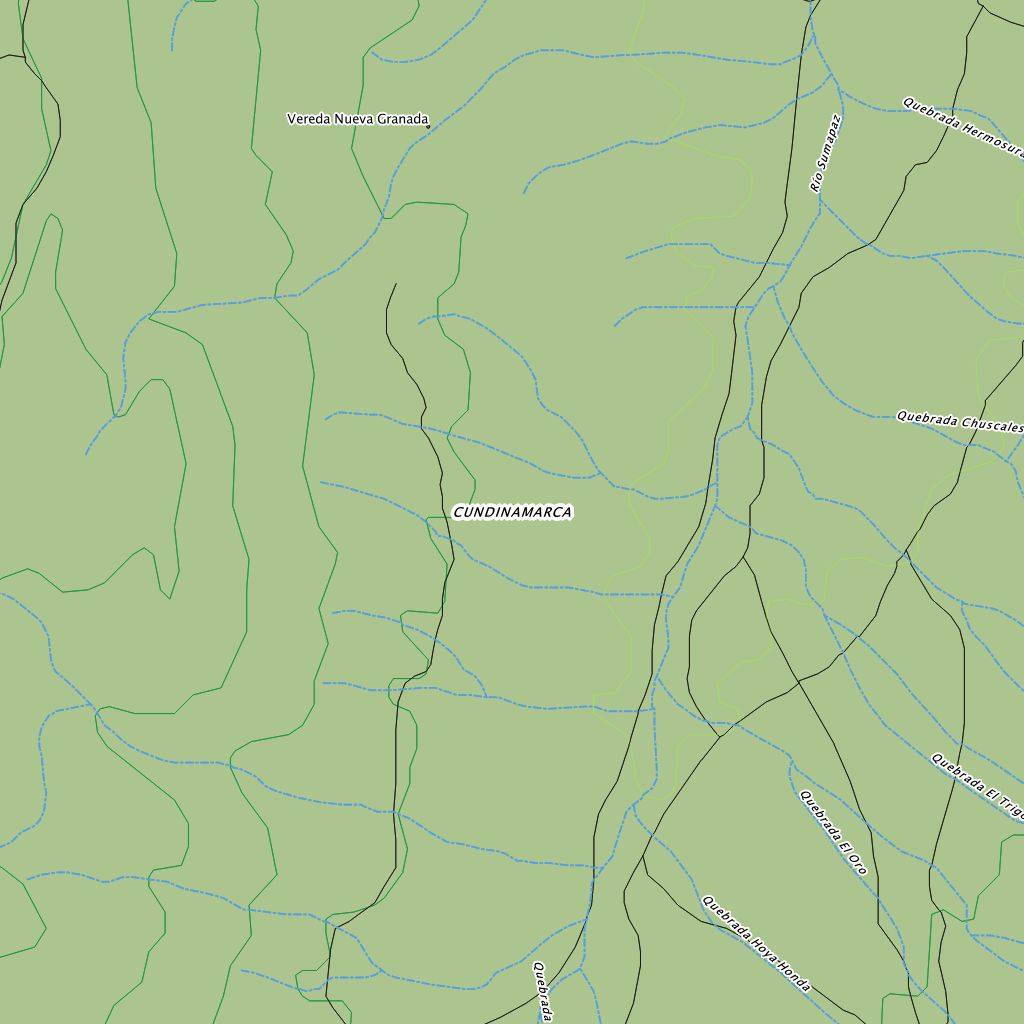 Vereda Nueva Granada
Quebrada Hermosura
Río Sumapaz
Quebrada Chuscales
CUNDINAMARCA
Quebrada El Trigo
Quebrada El Oro
Quebrada Hoya Honda
Quebrada